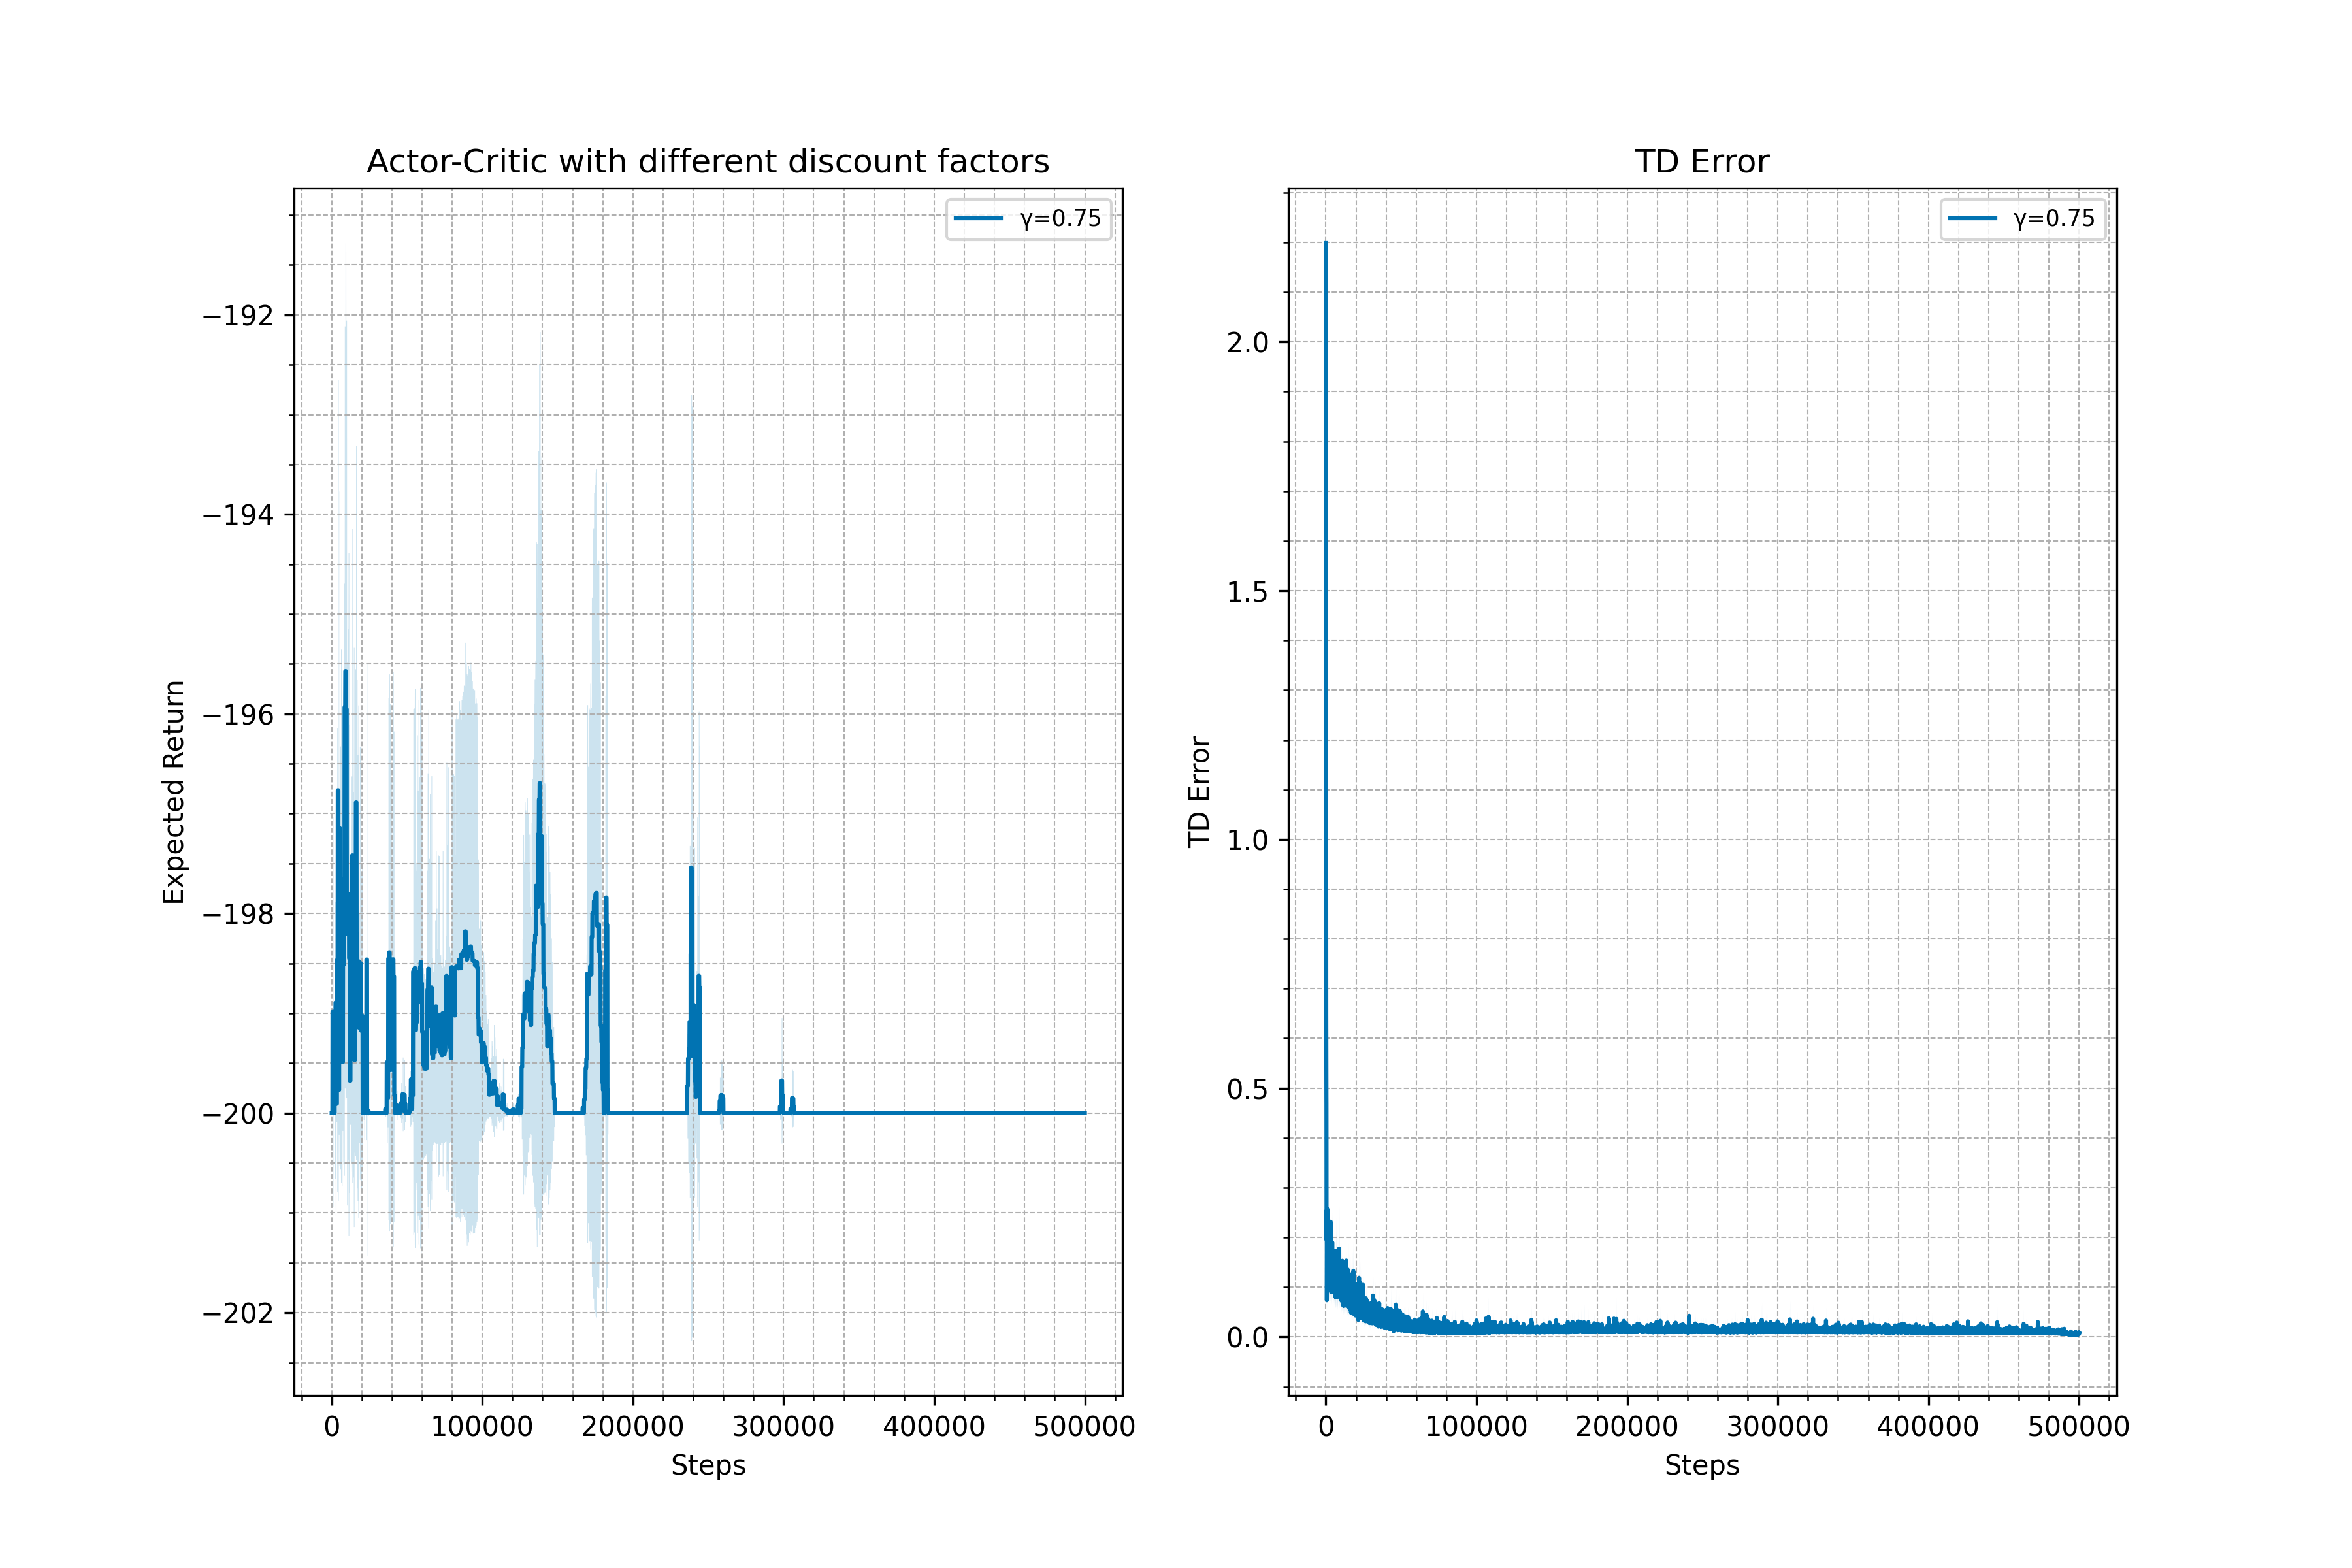 Actor-Critic with different discount factors
γ=0.75
−192
−194
−196
−198
−200
−202
Expected Return
0 100000 200000 300000 400000 500000
Steps
TD Error
γ=0.75
2.0
1.5
1.0
0.5
0.0
TD Error
0 100000 200000 300000 400000 500000
Steps